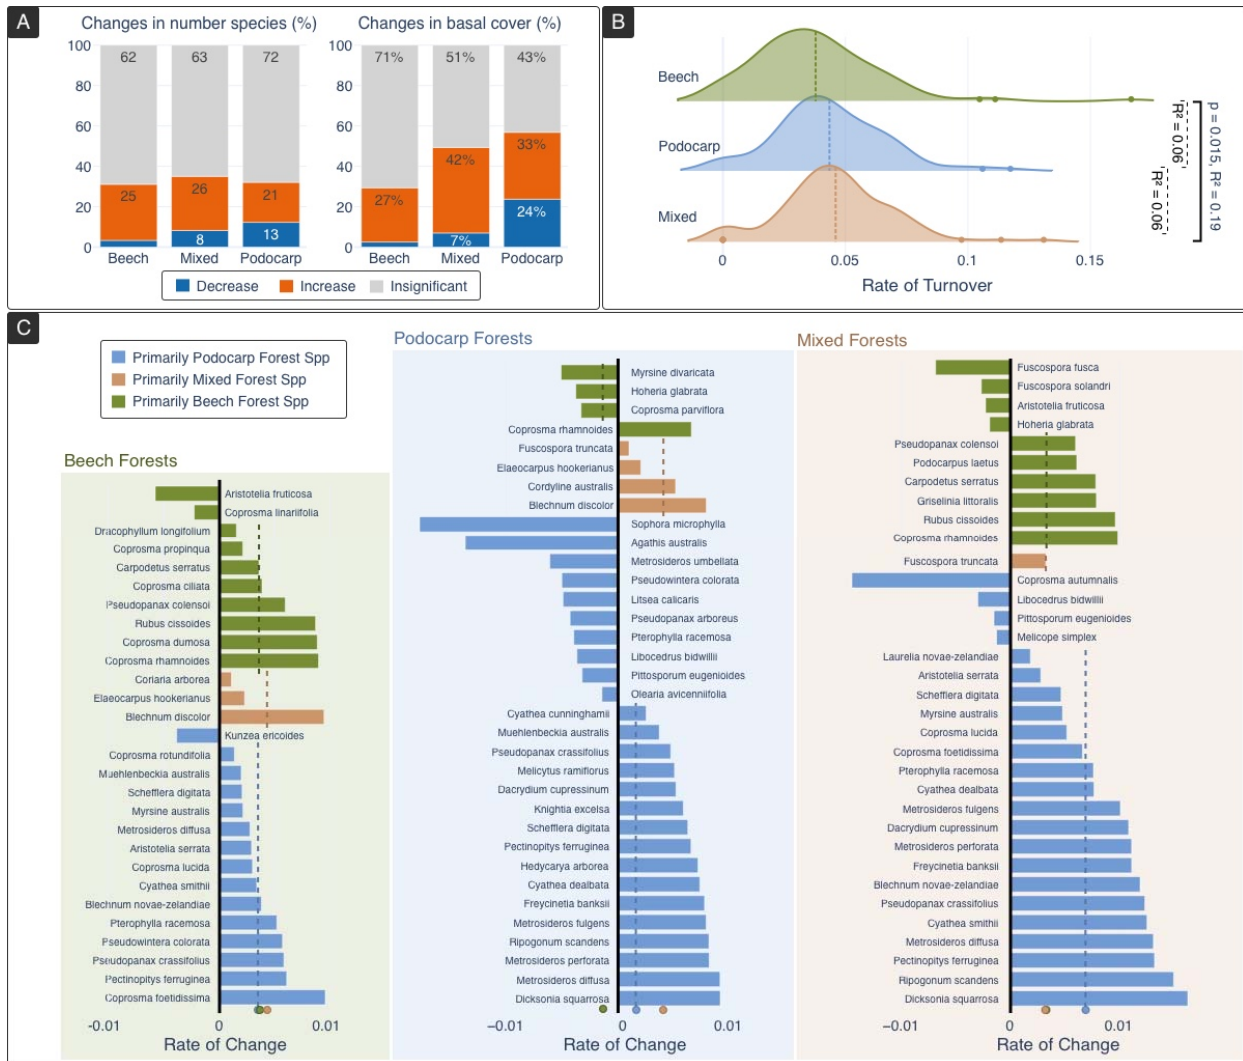 A
Changes in number species (%)
Changes in basal cover (%)
100
80
60
40
20
0
62
63
72
25
26
21
8
13
Beech
Mixed
Podocarp
100
80
60
40
20
0
71%
51%
43%
27%
42%
33%
7%
24%
Beech
Mixed
Podocarp
Decrease
Increase
Insignificant
B
Beech
Podocarp
Mixed
0
0.05
0.1
0.15
Rate of Turnover
R² = 0.06
R² = 0.06
p = 0.015, R² = 0.19
C
Primarily Podocarp Forest Spp
Primarily Mixed Forest Spp
Primarily Beech Forest Spp
Beech Forests
Aristotelia fruticosa
Coprosma linariifolia
Dracophyllum longifolium
Coprosma propinqua
Carpodetus serratus
Coprosma ciliata
Pseudopanax colensoi
Rubus cissoides
Coprosma dumosa
Coprosma rhamnoides
Coriaria arborea
Elaeocarpus hookerianus
Blechnum discolor
Kunzea ericoides
Coprosma rotundifolia
Muehlenbeckia australis
Schefflera digitata
Myrsine australis
Metrosideros diffusa
Aristotelia serrata
Coprosma lucida
Cyathea smithii
Blechnum novae-zelandiae
Pterophylla racemosa
Pseudowintera colorata
Pseudopanax crassifolius
Pectinopitys ferruginea
Coprosma foetidissima
-0.01
0
0.01
Rate of Change
Podocarp Forests
Myrsine divaricata
Hoheria glabrata
Coprosma parviflora
Coprosma rhamnoides
Fuscospora truncata
Elaeocarpus hookerianus
Cordyline australis
Blechnum discolor
Sophora microphylla
Agathis australis
Metrosideros umbellata
Pseudowintera colorata
Litsea calicaris
Pseudopanax arboreus
Pterophylla racemosa
Libocedrus bidwillii
Pittosporum eugenioides
Olearia avicenniifolia
Cyathea cunninghamii
Muehlenbeckia australis
Pseudopanax crassifolius
Melicytus ramiflorus
Dacrydium cupressinum
Knightia excelsa
Schefflera digitata
Pectinopitys ferruginea
Hedycarya arborea
Cyathea dealbata
Freycinetia banksii
Metrosideros fulgens
Ripogonum scandens
Metrosideros perforata
Metrosideros diffusa
Dicksonia squarrosa
−0.01
0
0.01
Rate of Change
Mixed Forests
Fuscospora fusca
Fuscospora solandri
Aristotelia fruticosa
Hoheria glabrata
Pseudopanax colensoi
Podocarpus laetus
Carpodetus serratus
Griselinia littoralis
Rubus cissoides
Coprosma rhamnoides
Fuscospora truncata
Coprosma autumnalis
Libocedrus bidwillii
Pittosporum eugenioides
Melicope simplex
Laurelia novae-zelandiae
Aristotelia serrata
Schefflera digitata
Myrsine australis
Coprosma lucida
Coprosma foetidissima
Pterophylla racemosa
Cyathea dealbata
Metrosideros fulgens
Dacrydium cupressinum
Metrosideros perforata
Freycinetia banksii
Blechnum novae-zelandiae
Pseudopanax crassifolius
Cyathea smithii
Metrosideros diffusa
Pectinopitys ferruginea
Ripogonum scandens
Dicksonia squarrosa
−0.01
0
0.01
Rate of Change